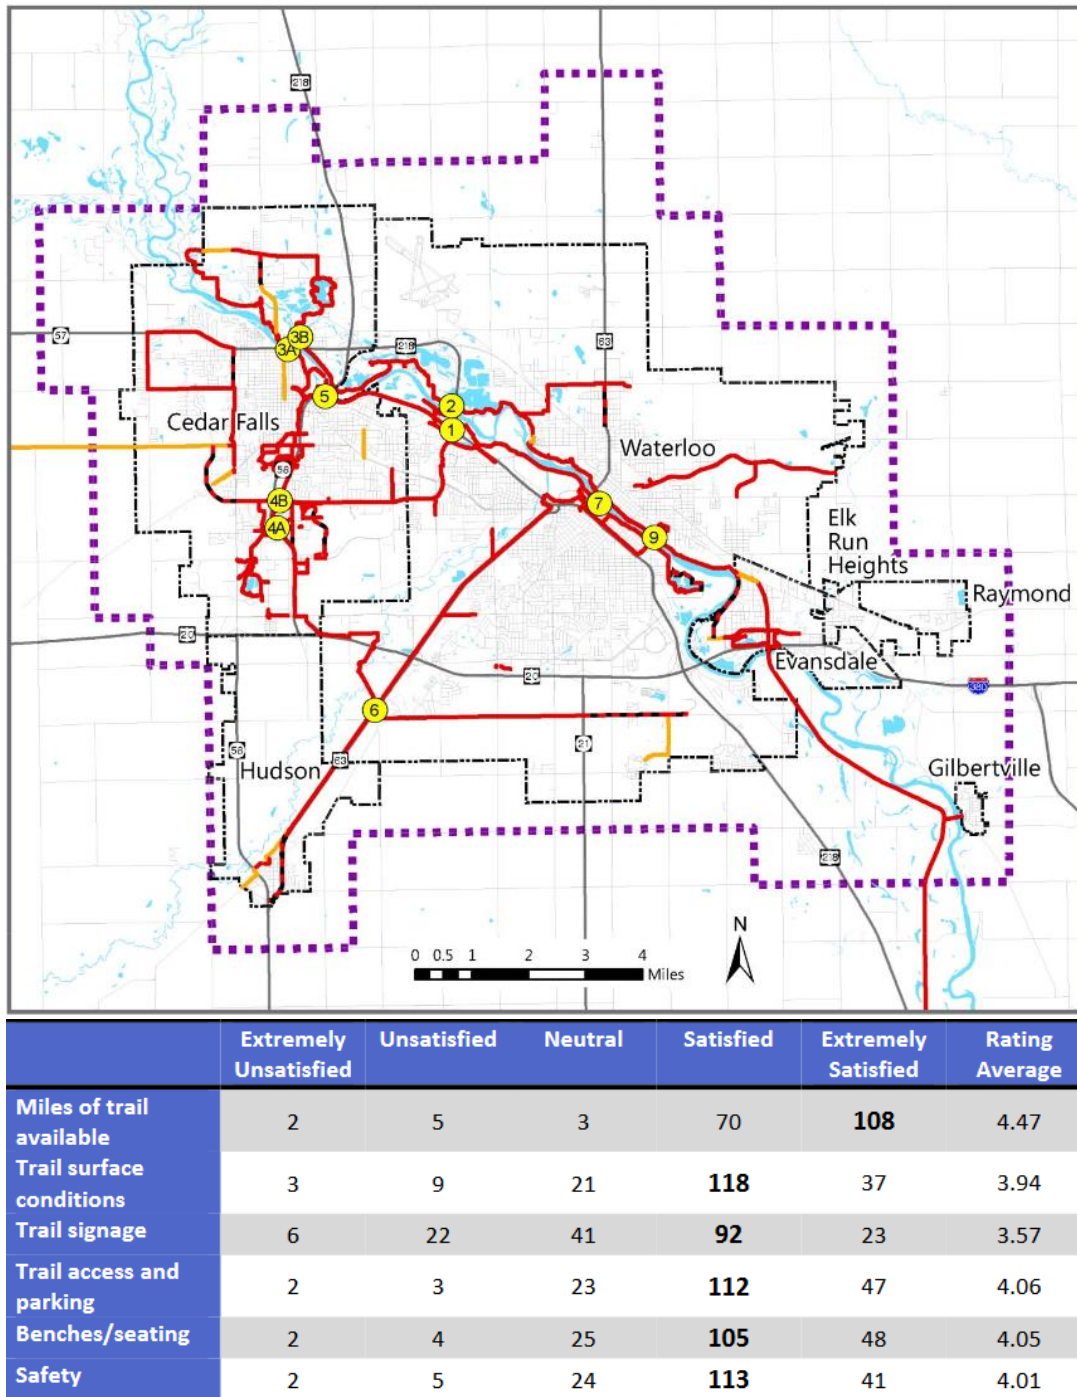 218
63
57
3B
3A
218
5
2
Cedar Falls
1
Waterloo
58
4B
7
4A
9
Elk
Run
Heights
Raymond
20
Evansdale
20
380
6
58
63
21
Hudson
Gilbertville
218
N
0 0.5 1 2 3 4
Miles
Extremely Unsatisfied Neutral Satisfied Extremely Rating
Unsatisfied Satisfied Average
Miles of trail
available 2 5 3 70 108 4.47
Trail surface
conditions 3 9 21 118 37 3.94
Trail signage 6 22 41 92 23 3.57
Trail access and
parking 2 3 23 112 47 4.06
Benches/seating 2 4 25 105 48 4.05
Safety 2 5 24 113 41 4.01